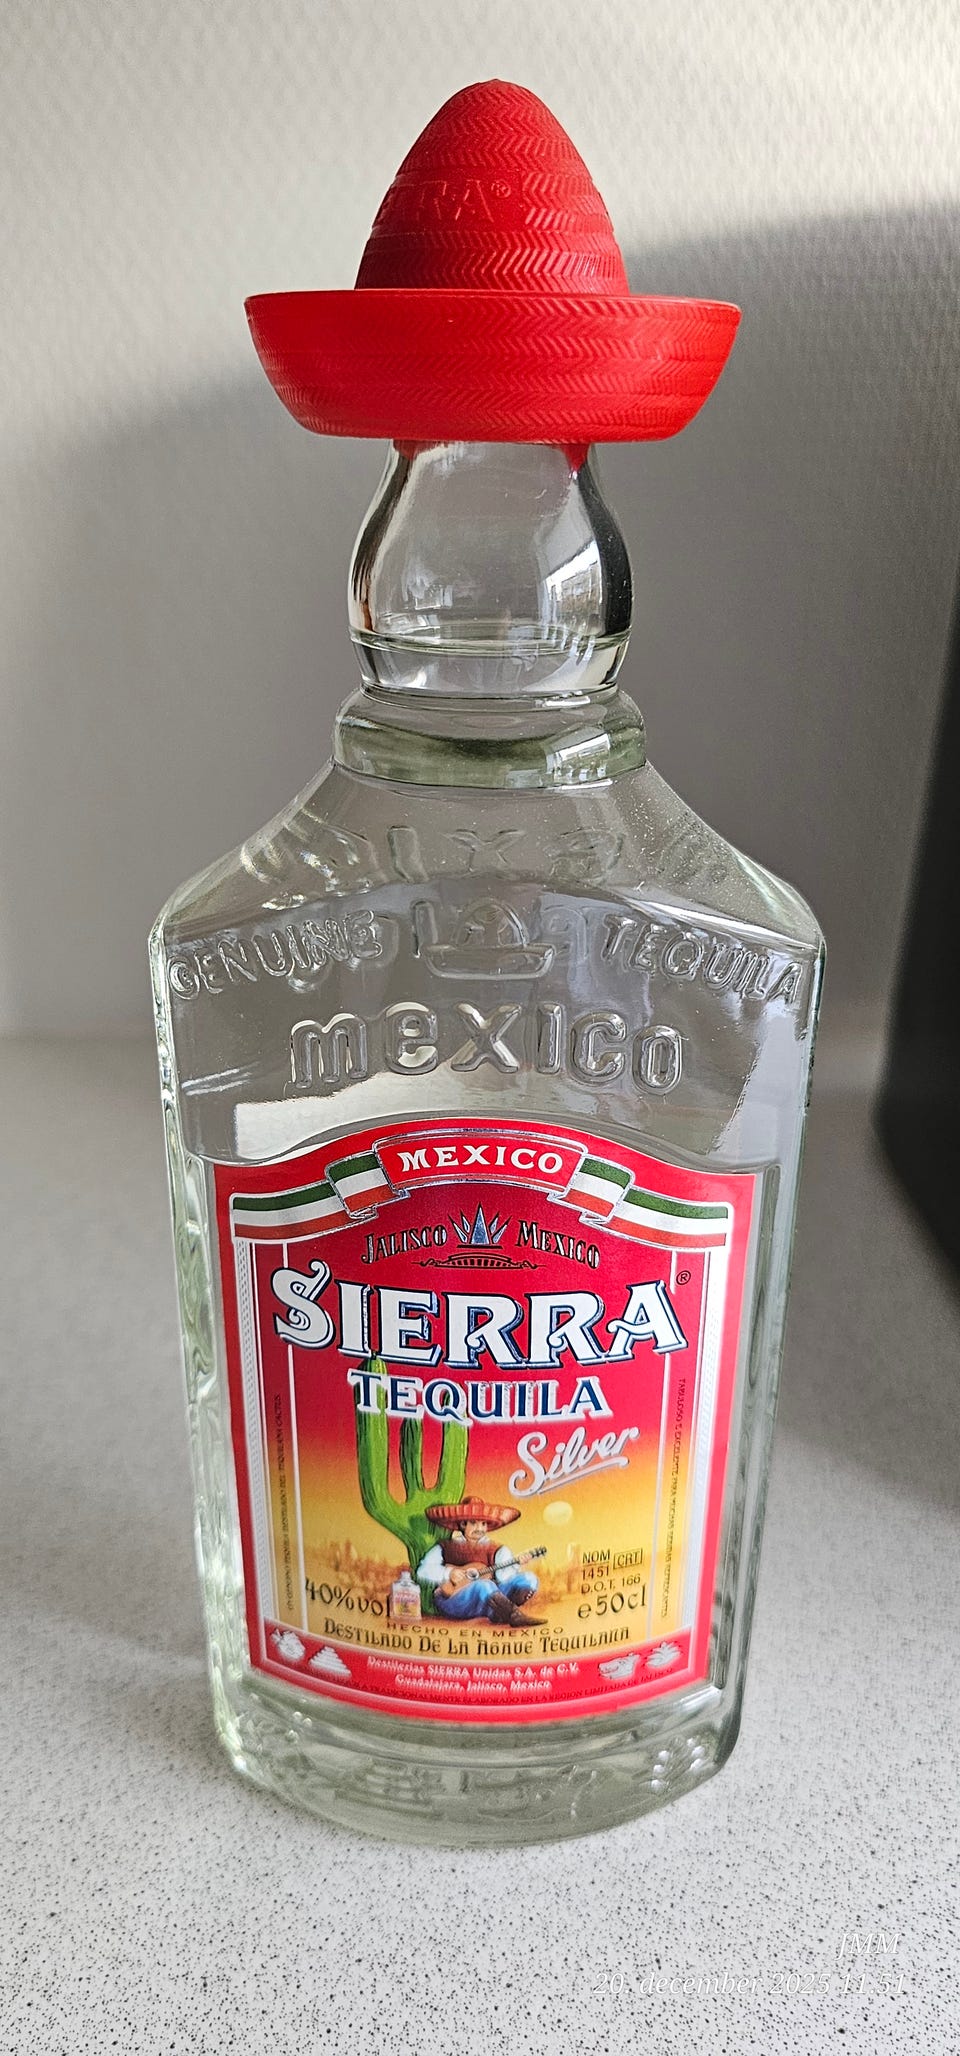 GENUINE TEQUILA
MEXICO
MEXICO
JALISCO MEXICO
SIERRA®
TEQUILA
Silver
NOM CRT
1451
D.O.T. 166
40%vol e50cl
HECHO EN MEXICO
DESTILADO DE LA AGAVE TEQUILANA
Destilerias SIERRA Unidas S.A. de C.V.
Guadalajara, Jalisco, Mexico
JMM
20. december 2025 11.51